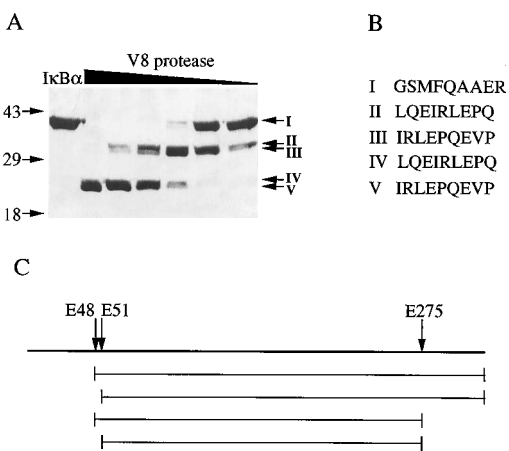 A
B
V8 protease
IκBα
43
29
18
I
II
III
IV
V
I GSMFQAAER
II LQEIRLEPQ
III IRLEPQEVP
IV LQEIRLEPQ
V IRLEPQEVP
C
E48 E51 E275